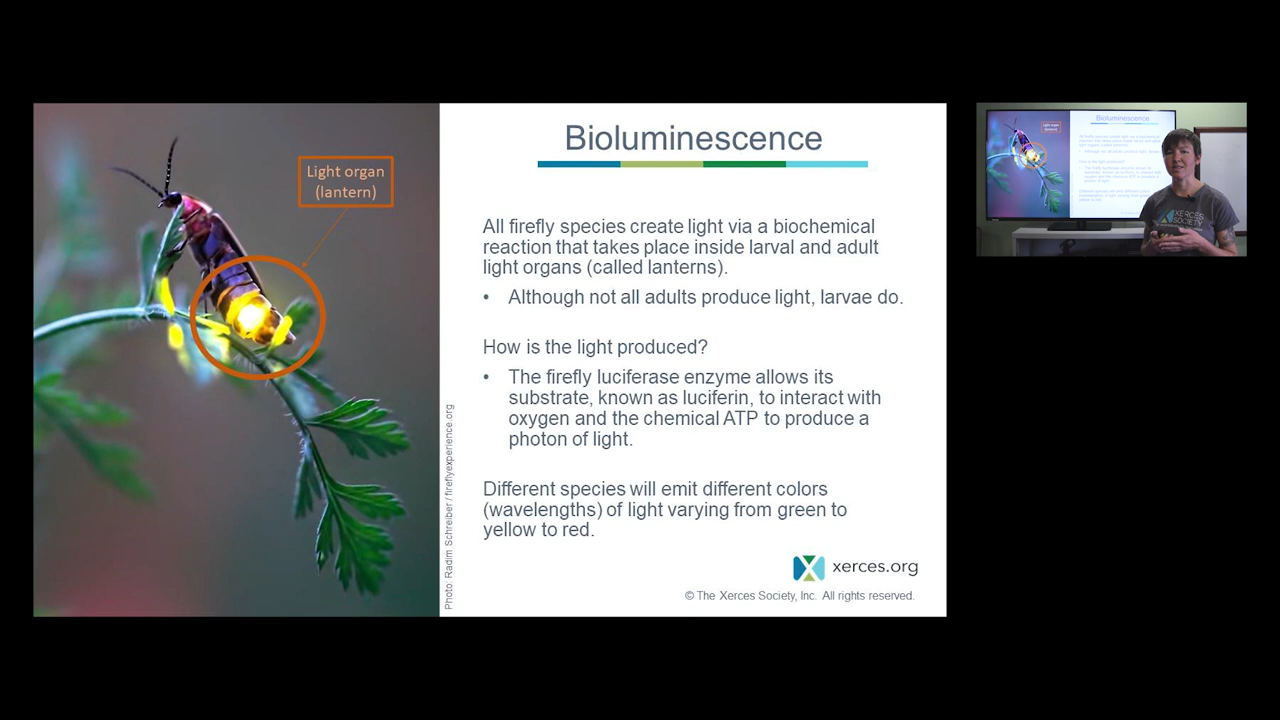 Light organ
(lantern)
Photo: Radim Schreiber / fireflyexperience.org
Bioluminescence
All firefly species create light via a biochemical
reaction that takes place inside larval and adult
light organs (called lanterns).
• Although not all adults produce light, larvae do.
How is the light produced?
• The firefly luciferase enzyme allows its
substrate, known as luciferin, to interact with
oxygen and the chemical ATP to produce a
photon of light.
Different species will emit different colors
(wavelengths) of light varying from green to
yellow to red.
xerces.org
© The Xerces Society, Inc. All rights reserved.
Bioluminescence
XERCES
SOCIETY